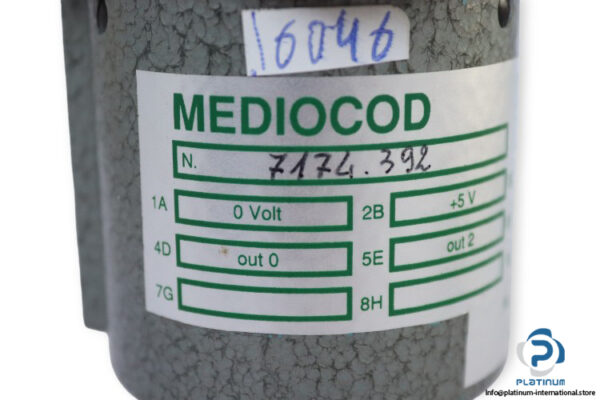 6046
MEDIOCOD
N. 7174.392
1A 0 Volt 2B +5 V
4D out 0 5E out 2
7G 8H
PLATINUM
info@platinum-international.store